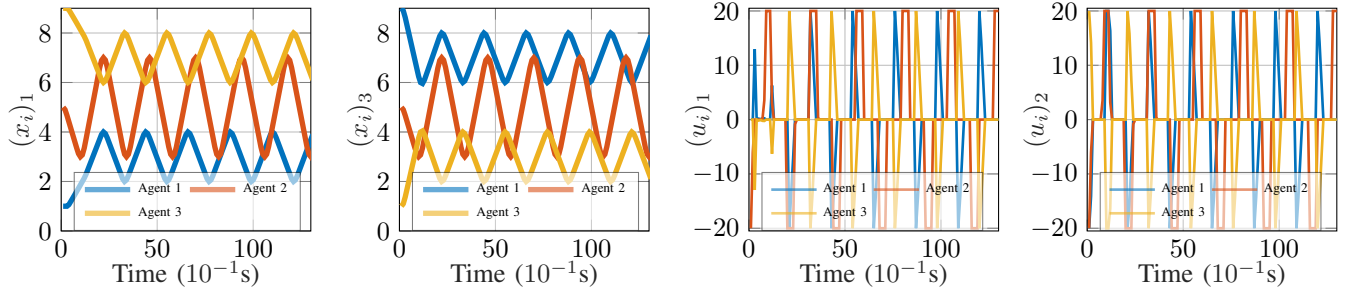 (x_i)_1
8
6
4
2
0
Agent 1 Agent 2
Agent 3
0 50 100
Time (10^{-1}s)
(x_i)_3
8
6
4
2
0
Agent 1 Agent 2
Agent 3
0 50 100
Time (10^{-1}s)
(u_i)_1
20
10
0
−10
−20
Agent 1 Agent 2
Agent 3
0 50 100
Time (10^{-1}s)
(u_i)_2
20
10
0
−10
−20
Agent 1 Agent 2
Agent 3
0 50 100
Time (10^{-1}s)